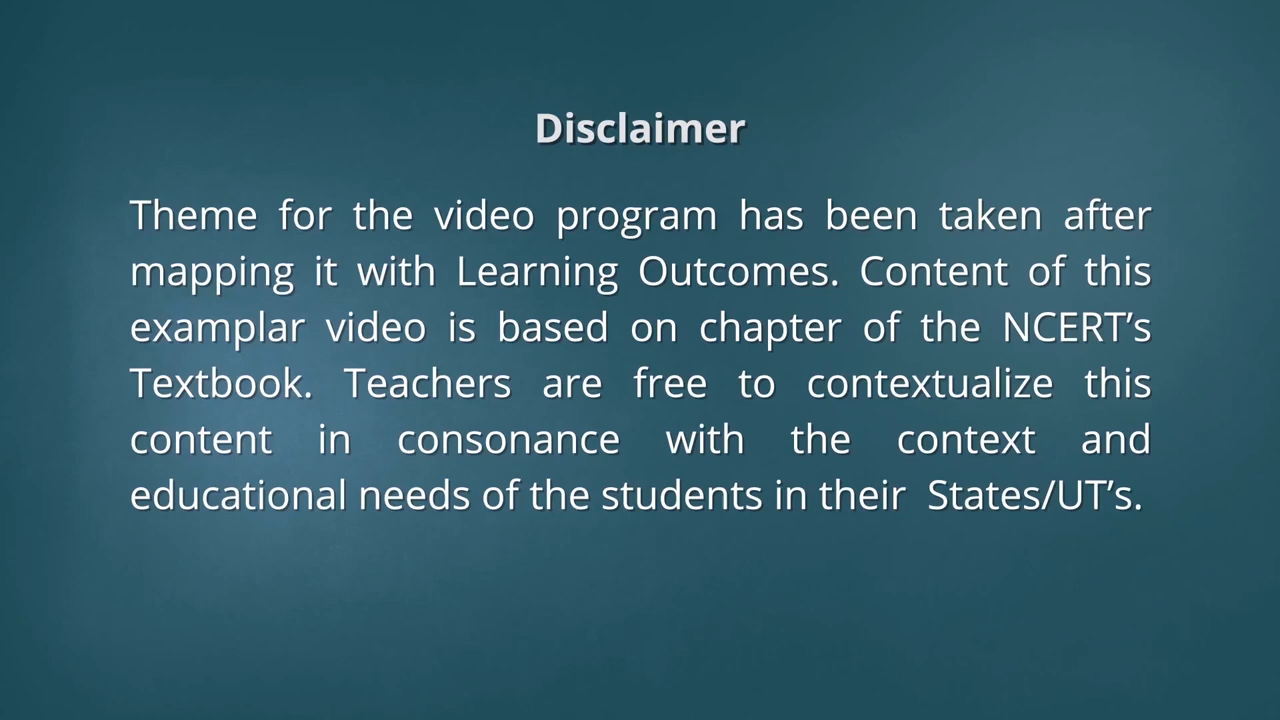 Disclaimer
Theme for the video program has been taken after
mapping it with Learning Outcomes. Content of this
examplar video is based on chapter of the NCERT’s
Textbook. Teachers are free to contextualize this
content in consonance with the context and
educational needs of the students in their  States/UT’s.